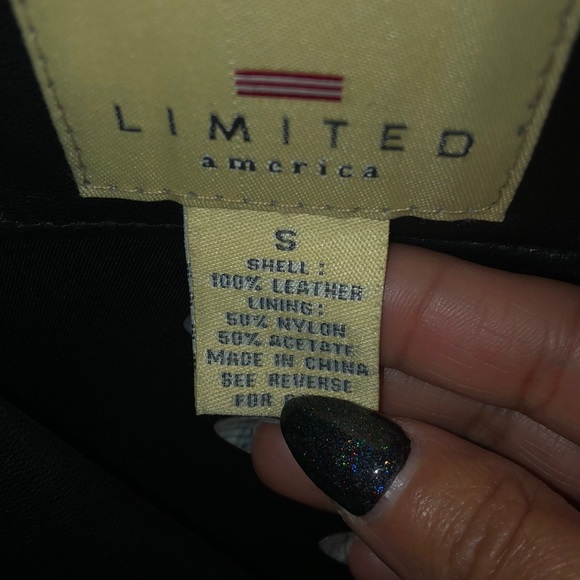 LIMITED
america
S
SHELL:
100% LEATHER
LINING:
50% NYLON
50% ACETATE
MADE IN CHINA
SEE REVERSE
FOR